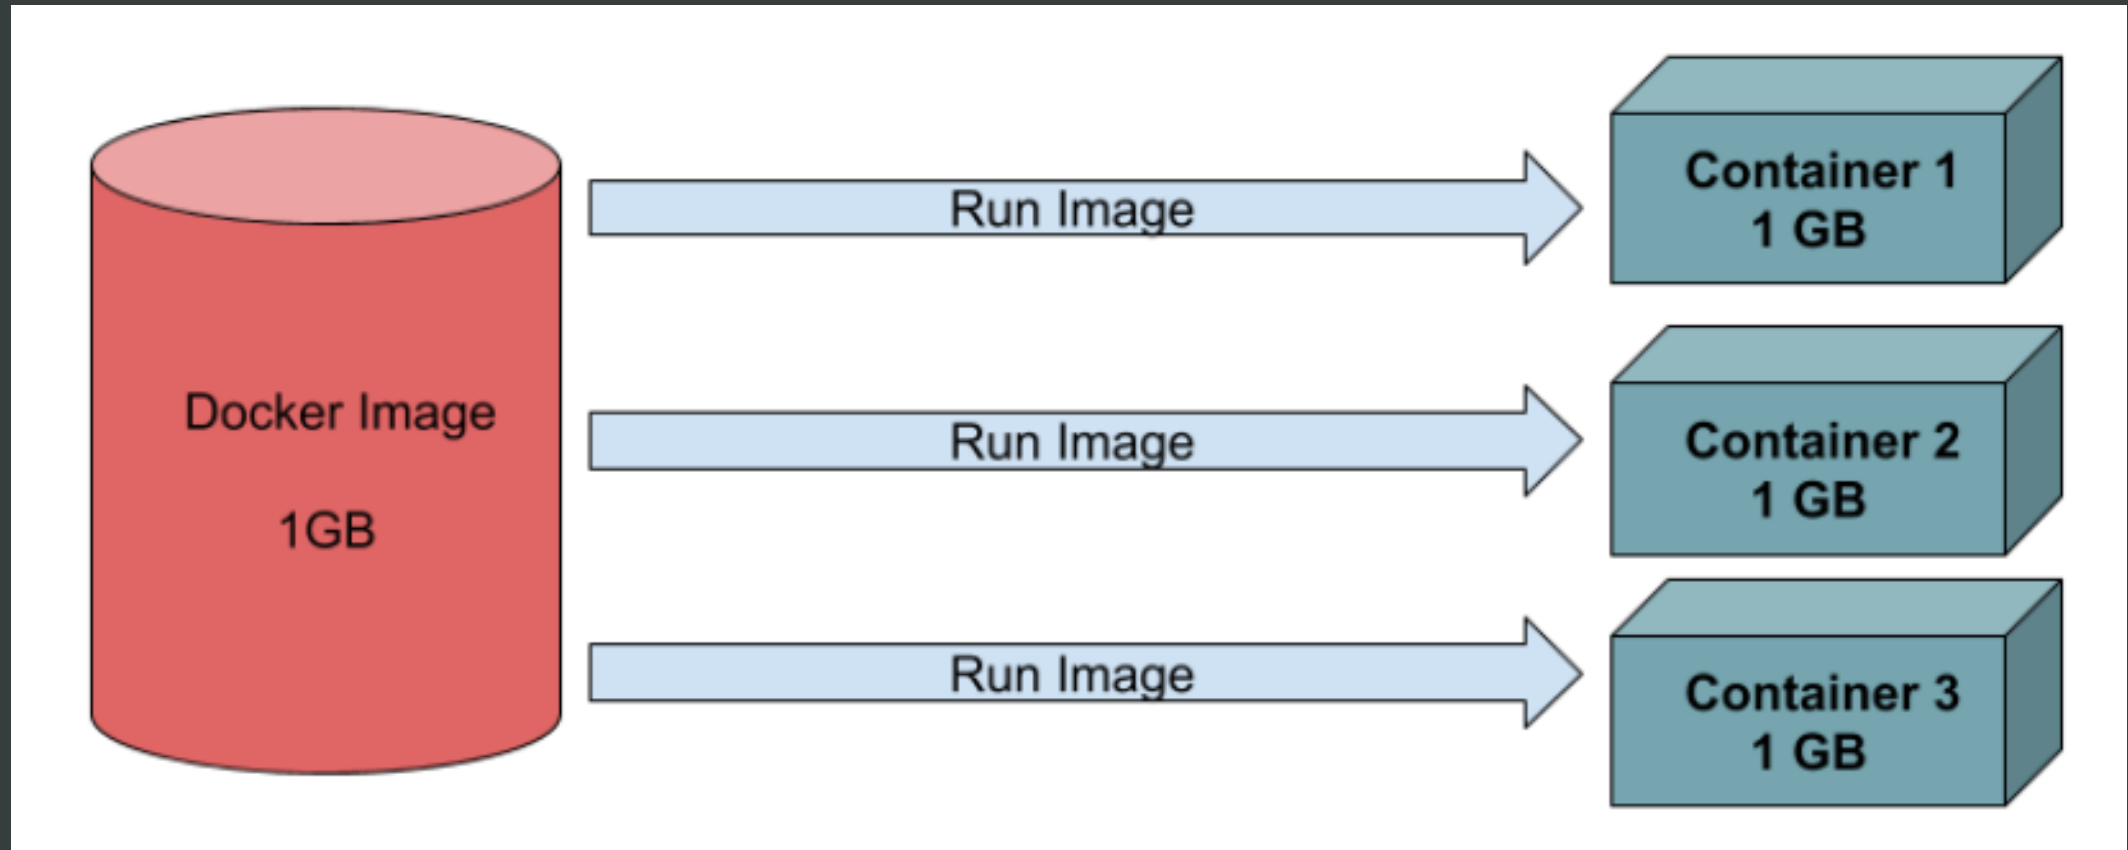 Docker Image
1GB
Run Image
Run Image
Run Image
Container 1
1 GB
Container 2
1 GB
Container 3
1 GB